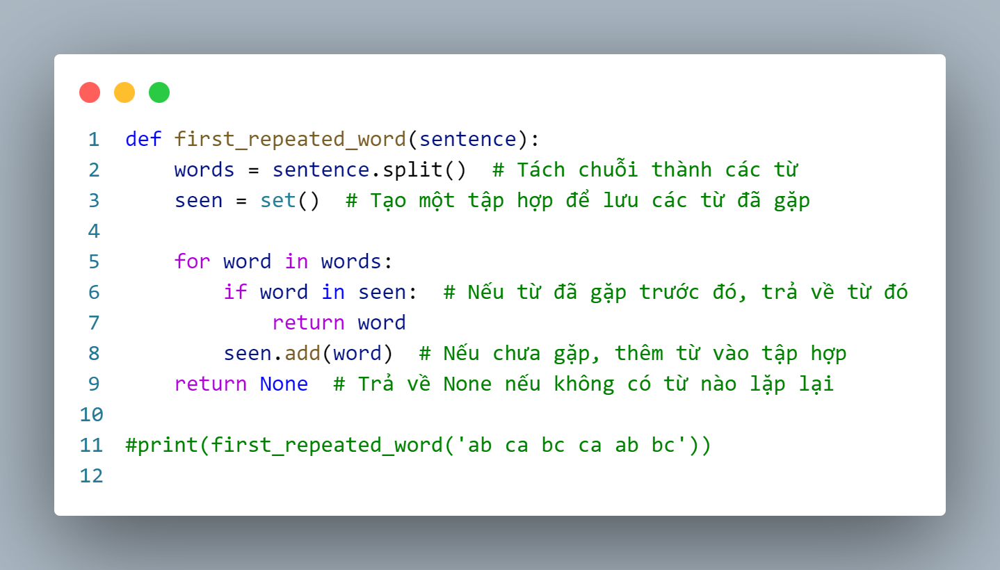 1 def first_repeated_word(sentence):
2     words = sentence.split()  # Tách chuỗi thành các từ
3     seen = set()  # Tạo một tập hợp để lưu các từ đã gặp
4
5     for word in words:
6         if word in seen:  # Nếu từ đã gặp trước đó, trả về từ đó
7             return word
8         seen.add(word)  # Nếu chưa gặp, thêm từ vào tập hợp
9     return None  # Trả về None nếu không có từ nào lặp lại
10
11 #print(first_repeated_word('ab ca bc ca ab bc'))
12